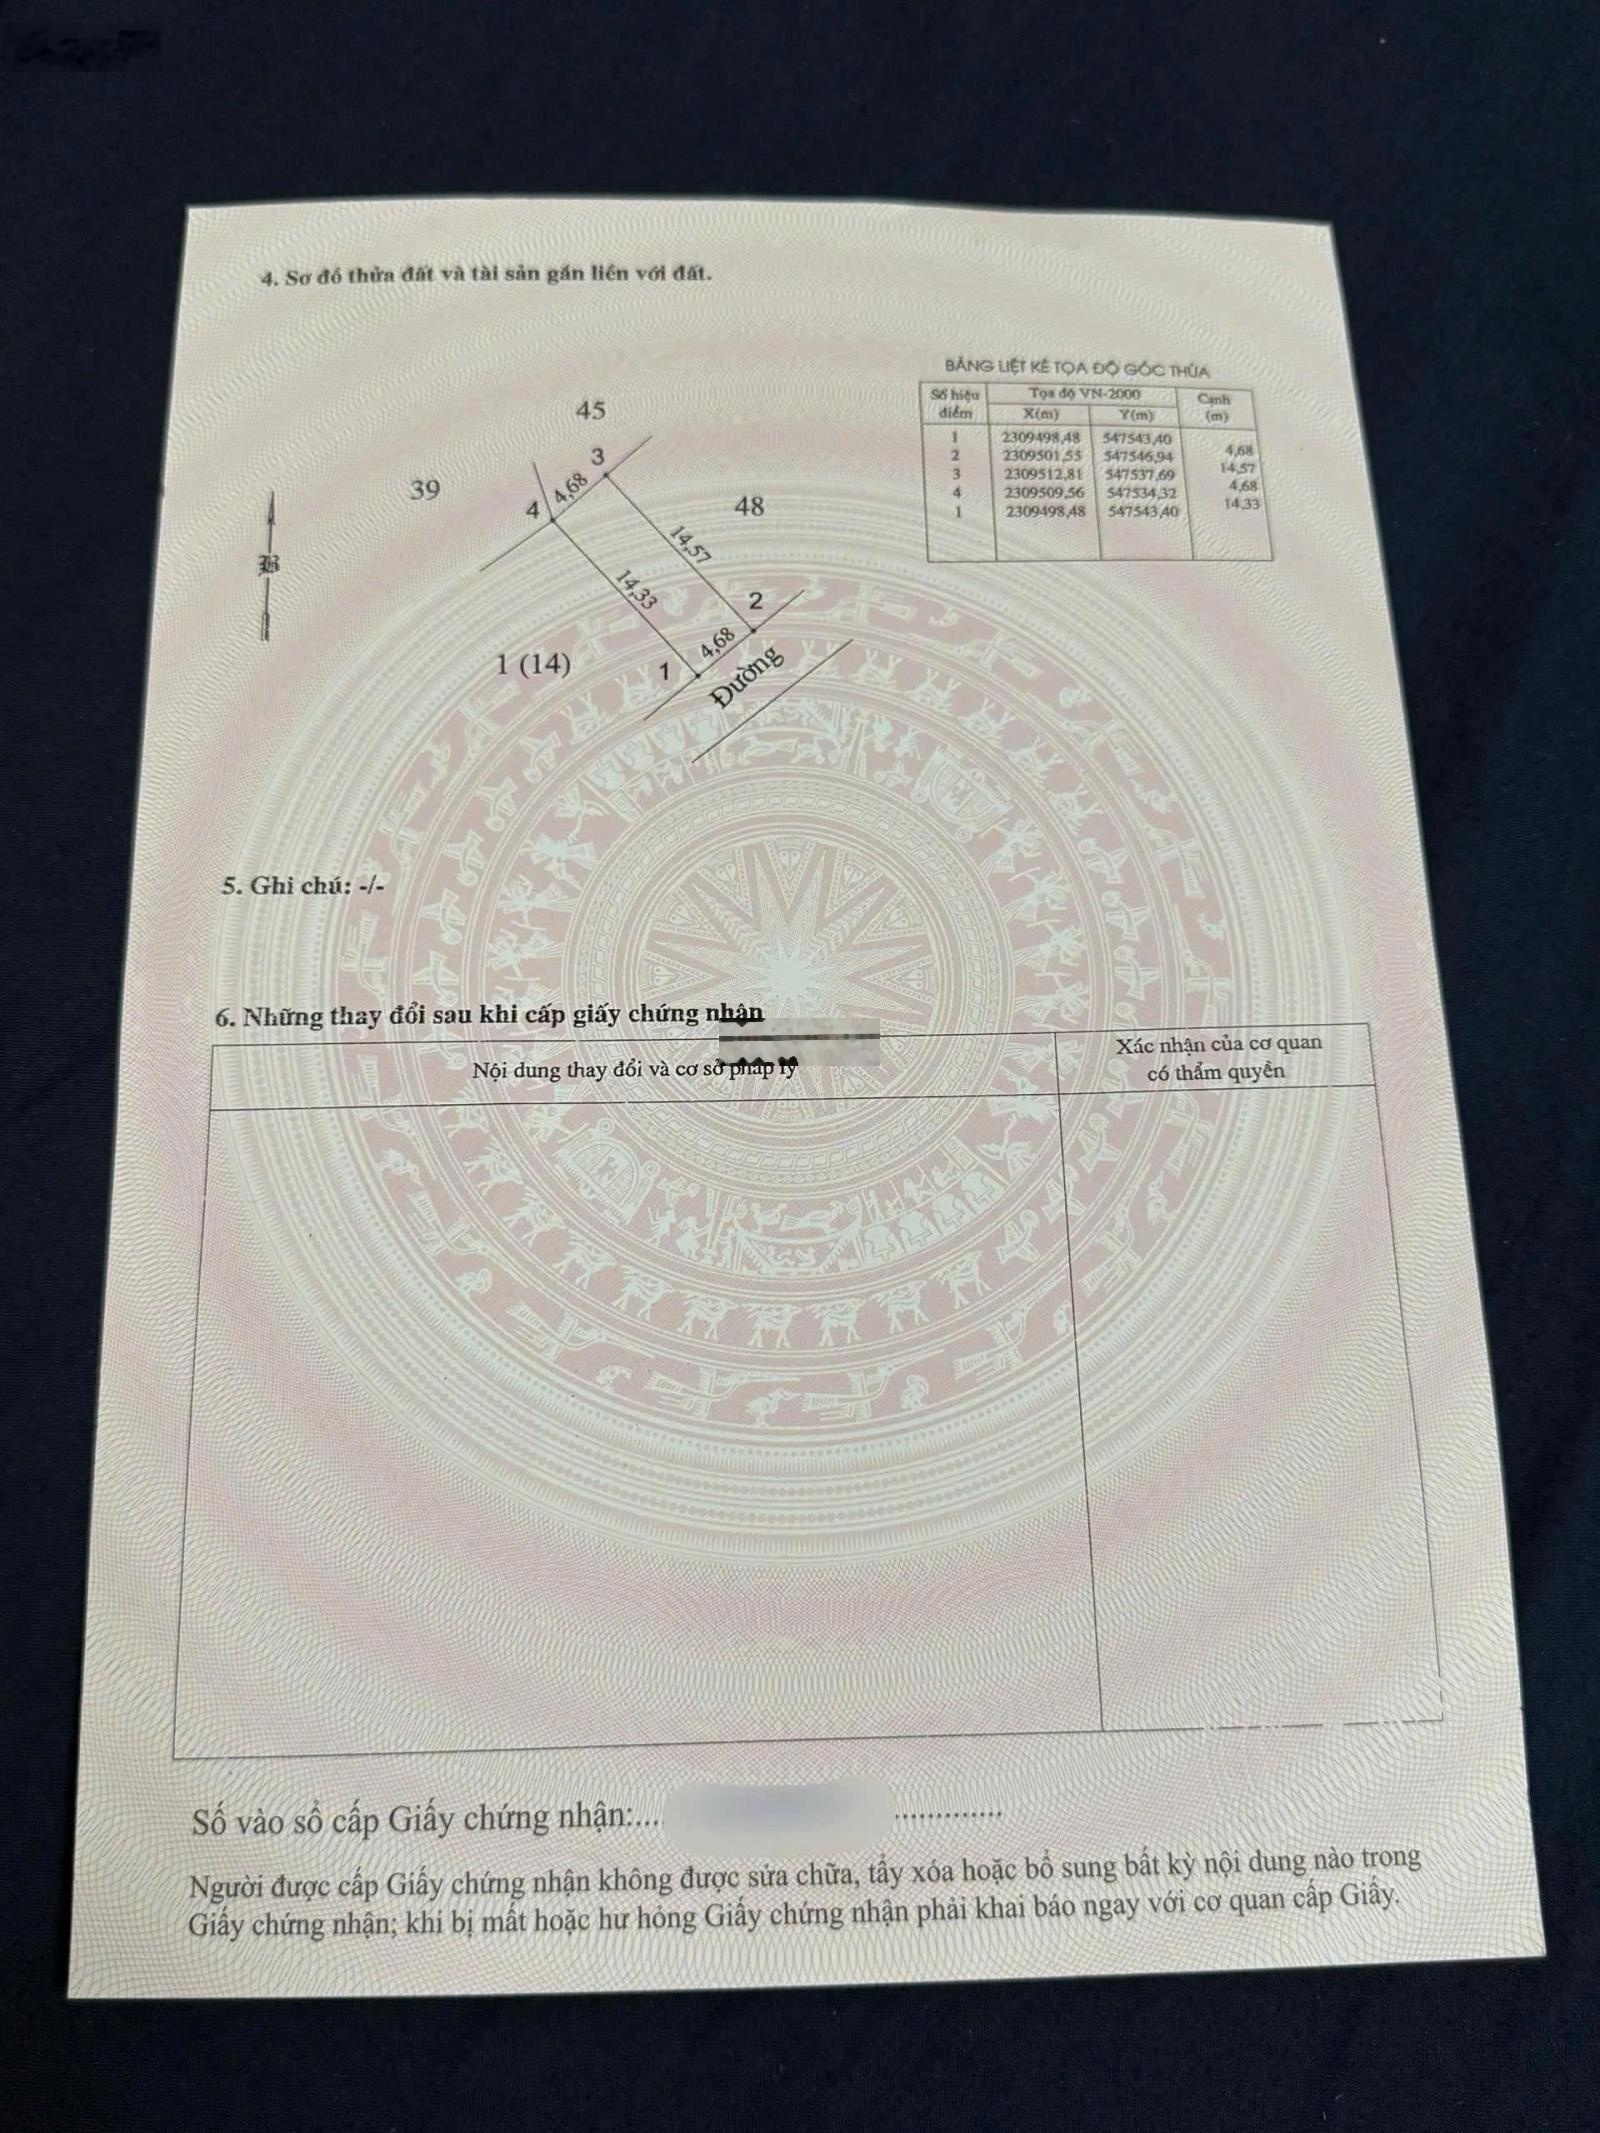 4. Sơ đồ thửa đất và tài sản gắn liền với đất.
BẢNG LIỆT KÊ TỌA ĐỘ GÓC THỬA
Số hiệu điểm Tọa độ VN-2000 Cạnh (m)
X(m) Y(m)
1 2309498,48 547543,40
4,68
2 2309501,55 547546,94
14,57
3 2309512,81 547537,69
4,68
4 2309509,56 547534,32
14,33
1 2309498,48 547543,40
45
39
3
4,68
4
48
14,57
14,33
B
2
4,68
1
1 (14)
Đường
5. Ghi chú: -/-
6. Những thay đổi sau khi cấp giấy chứng nhận
Nội dung thay đổi và cơ sở pháp lý
Xác nhận của cơ quan
có thẩm quyền
Số vào sổ cấp Giấy chứng nhận:.... .............
Người được cấp Giấy chứng nhận không được sửa chữa, tẩy xóa hoặc bổ sung bất kỳ nội dung nào trong
Giấy chứng nhận; khi bị mất hoặc hư hỏng Giấy chứng nhận phải khai báo ngay với cơ quan cấp Giấy.